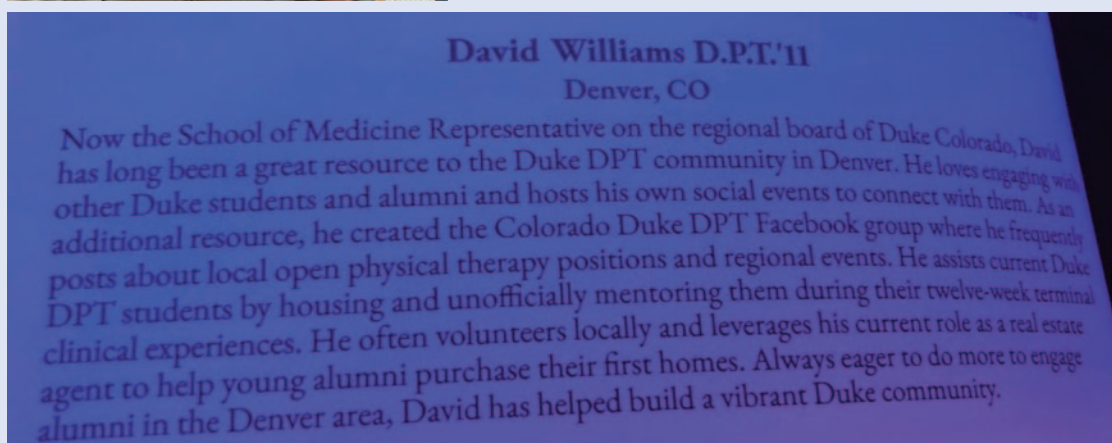 David Williams D.P.T.'11
Denver, CO
Now the School of Medicine Representative on the regional board of Duke Colorado, David
has long been a great resource to the Duke DPT community in Denver. He loves engaging with
other Duke students and alumni and hosts his own social events to connect with them. As an
additional resource, he created the Colorado Duke DPT Facebook group where he frequently
posts about local open physical therapy positions and regional events. He assists current Duke
DPT students by housing and unofficially mentoring them during their twelve-week terminal
clinical experiences. He often volunteers locally and leverages his current role as a real estate
agent to help young alumni purchase their first homes. Always eager to do more to engage
alumni in the Denver area, David has helped build a vibrant Duke community.